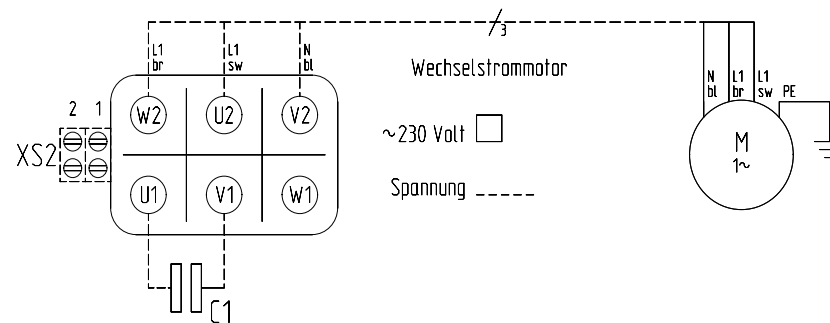 3
L1 br
L1 sw
N bl
Wechselstrommotor
N bl
L1 br
L1 sw
PE
2 1
W2 U2 V2
~230 Volt
M
1~
XS2
U1 V1 W1
Spannung
C1